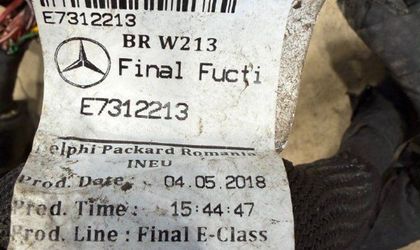 E7312213
BR W213
Final Fucti
E7312213
Delphi Packard Romania
INEU
Prod. Date: 04.05.2018
Prod. Time: 15:44:47
Prod. Line: Final E-Class